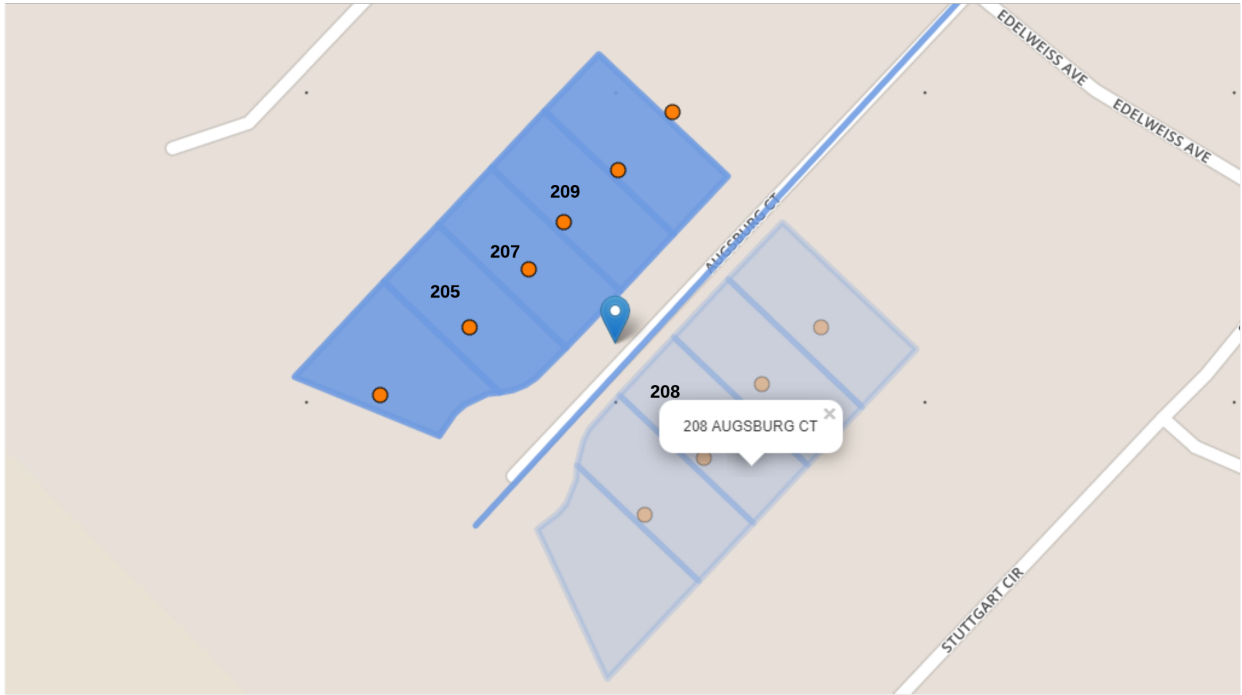 EDELWEISS AVE
EDELWEISS AVE
209
AUGSBURG CT
207
205
208
208 AUGSBURG CT
×
STUTTGART CIR